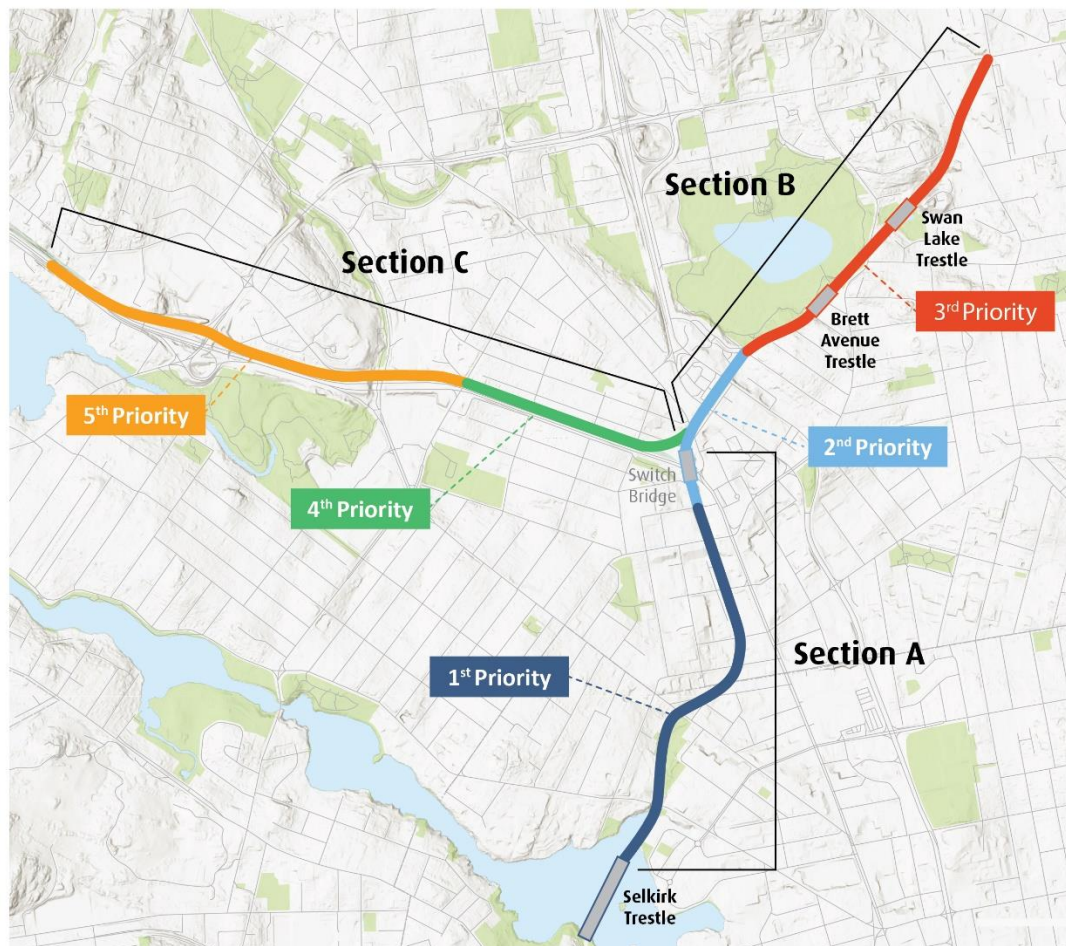 Section B
Swan
Lake
Trestle
Section C
3rd Priority
Brett
Avenue
Trestle
5th Priority
2nd Priority
Switch
Bridge
4th Priority
Section A
1st Priority
Selkirk
Trestle